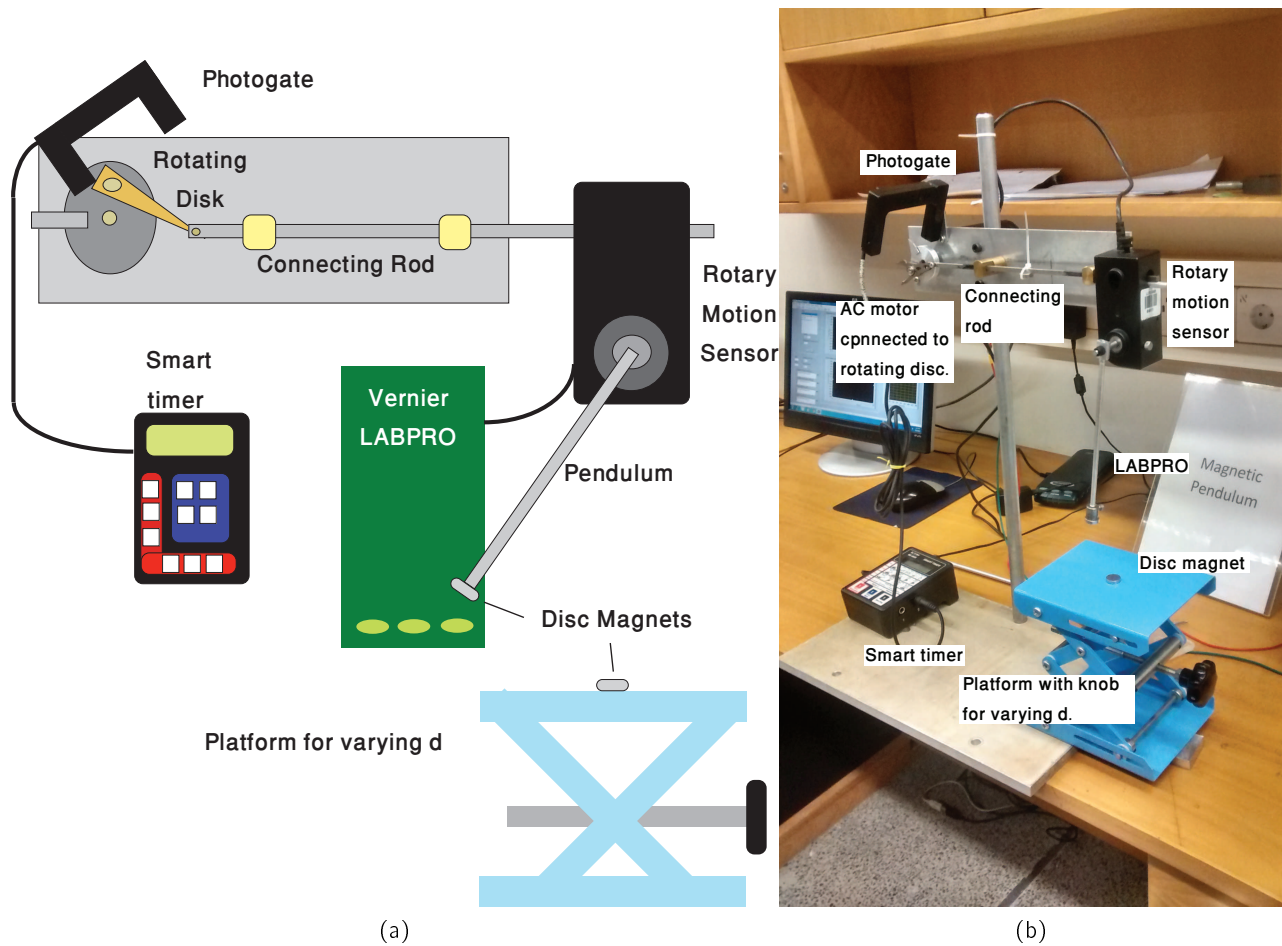 Photogate
Rotating
Disk
Connecting Rod
Rotary
Motion
Sensor
Smart
timer
Vernier
LABPRO
Pendulum
Disc Magnets
Platform for varying d
(a)
Photogate
AC motor
cpnnected to
rotating disc.
Connecting
rod
Rotary
motion
sensor
LABPRO
Magnetic
Pendulum
Disc magnet
Smart timer
Platform with knob
for varying d.
(b)